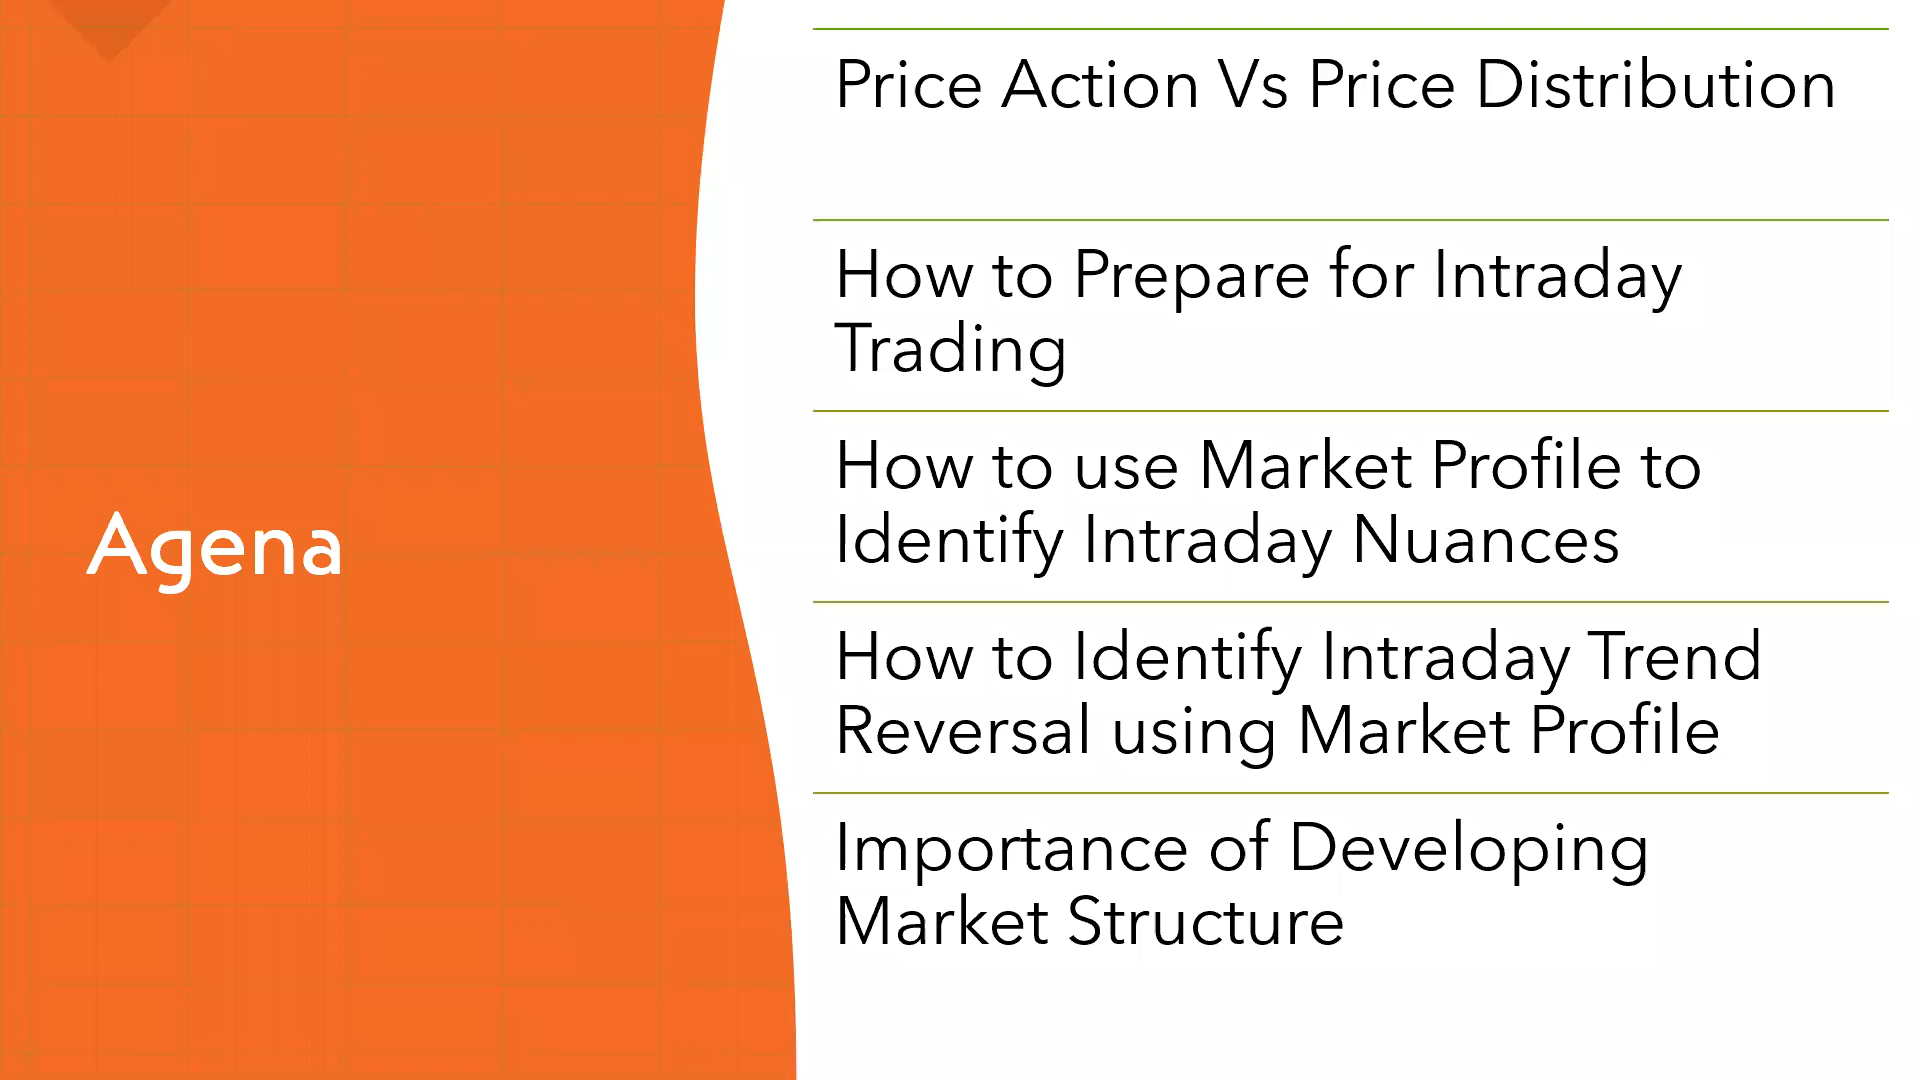 Agena
Price Action Vs Price Distribution
How to Prepare for Intraday
Trading
How to use Market Profile to
Identify Intraday Nuances
How to Identify Intraday Trend
Reversal using Market Profile
Importance of Developing
Market Structure